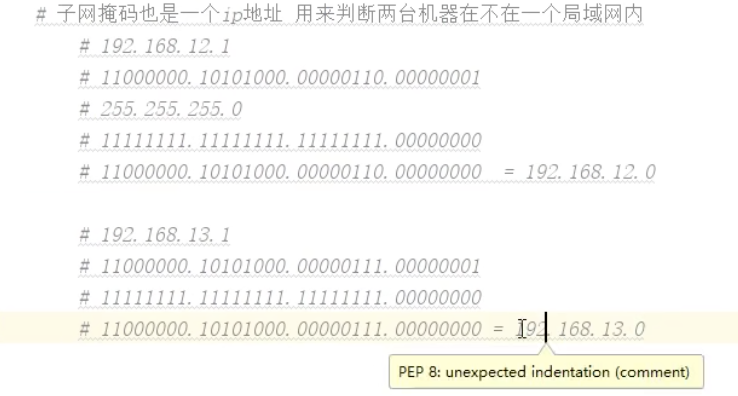 # 子网掩码也是一个ip地址 用来判断两台机器在不在一个局域网内
# 192.168.12.1
# 11000000.10101000.00000110.00000001
# 255.255.255.0
# 11111111.11111111.11111111.00000000
# 11000000.10101000.00000110.00000000 = 192.168.12.0
# 192.168.13.1
# 11000000.10101000.00000111.00000001
# 11111111.11111111.11111111.00000000
# 11000000.10101000.00000111.00000000 = 192.168.13.0
PEP 8: unexpected indentation (comment)